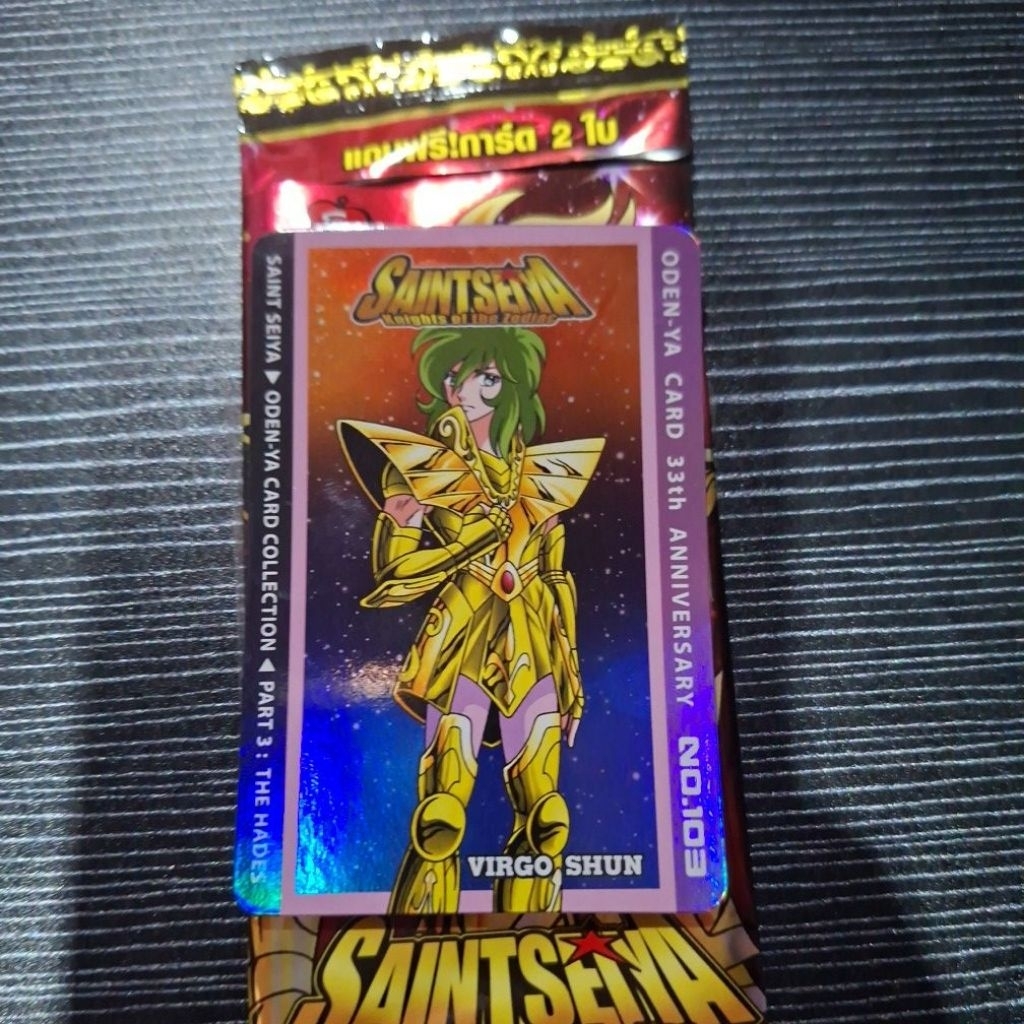 แถมฟรี!การ์ด 2 ใบ
SAINTSEIYA
Knights of the Zodiac
SAINT SEIYA ▶ ODEN-YA CARD COLLECTION ◀ PART 3 : THE HADES
ODEN-YA CARD 33th ANNIVERSARY NO.103
VIRGO SHUN
SAINTSEIYA